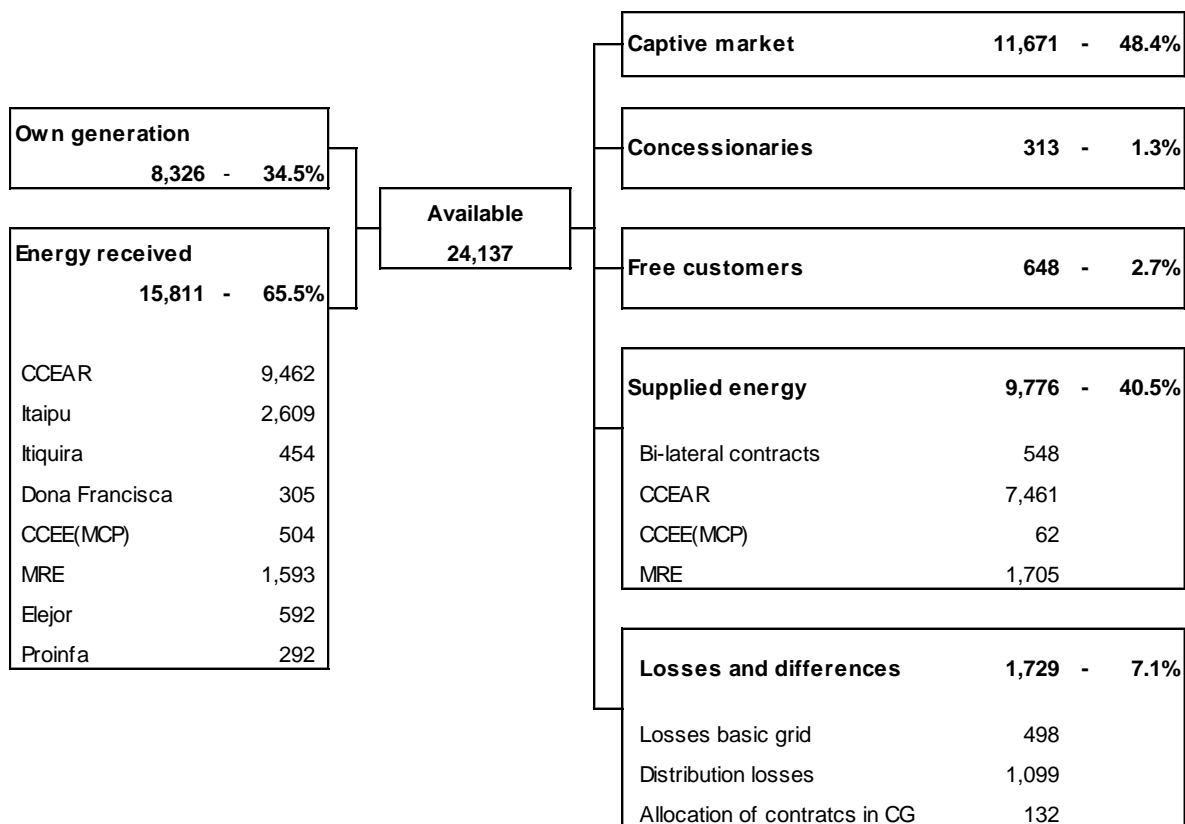 Own generation
8,326 - 34.5%
Energy received
15,811 - 65.5%
CCEAR 9,462
Itaipu 2,609
Itiquira 454
Dona Francisca 305
CCEE(MCP) 504
MRE 1,593
Elejor 592
Proinfa 292
Available
24,137
Captive market 11,671 - 48.4%
Concessionaries 313 - 1.3%
Free customers 648 - 2.7%
Supplied energy 9,776 - 40.5%
Bi-lateral contracts 548
CCEAR 7,461
CCEE(MCP) 62
MRE 1,705
Losses and differences 1,729 - 7.1%
Losses basic grid 498
Distribution losses 1,099
Allocation of contratcs in CG 132